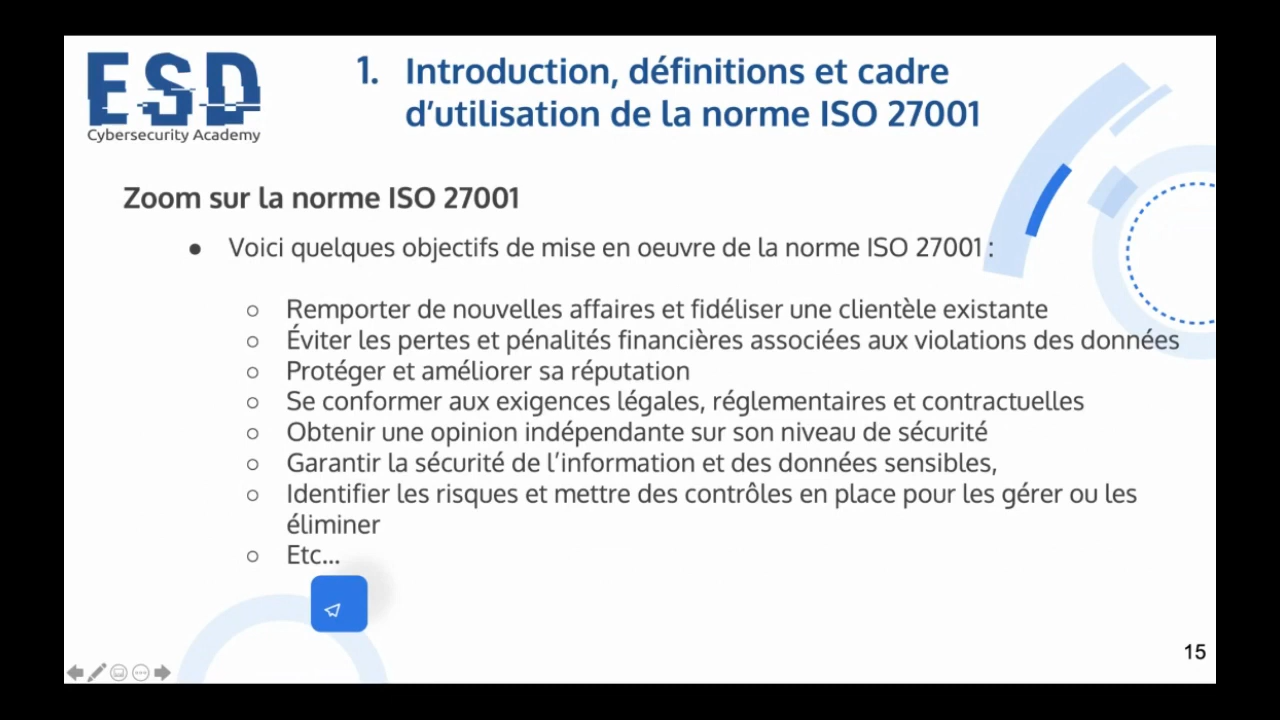 ESD
Cybersecurity Academy
1. Introduction, définitions et cadre
d’utilisation de la norme ISO 27001
Zoom sur la norme ISO 27001
● Voici quelques objectifs de mise en oeuvre de la norme ISO 27001 :
○ Remporter de nouvelles affaires et fidéliser une clientèle existante
○ Éviter les pertes et pénalités financières associées aux violations des données
○ Protéger et améliorer sa réputation
○ Se conformer aux exigences légales, réglementaires et contractuelles
○ Obtenir une opinion indépendante sur son niveau de sécurité
○ Garantir la sécurité de l’information et des données sensibles,
○ Identifier les risques et mettre des contrôles en place pour les gérer ou les
éliminer
○ Etc...
15